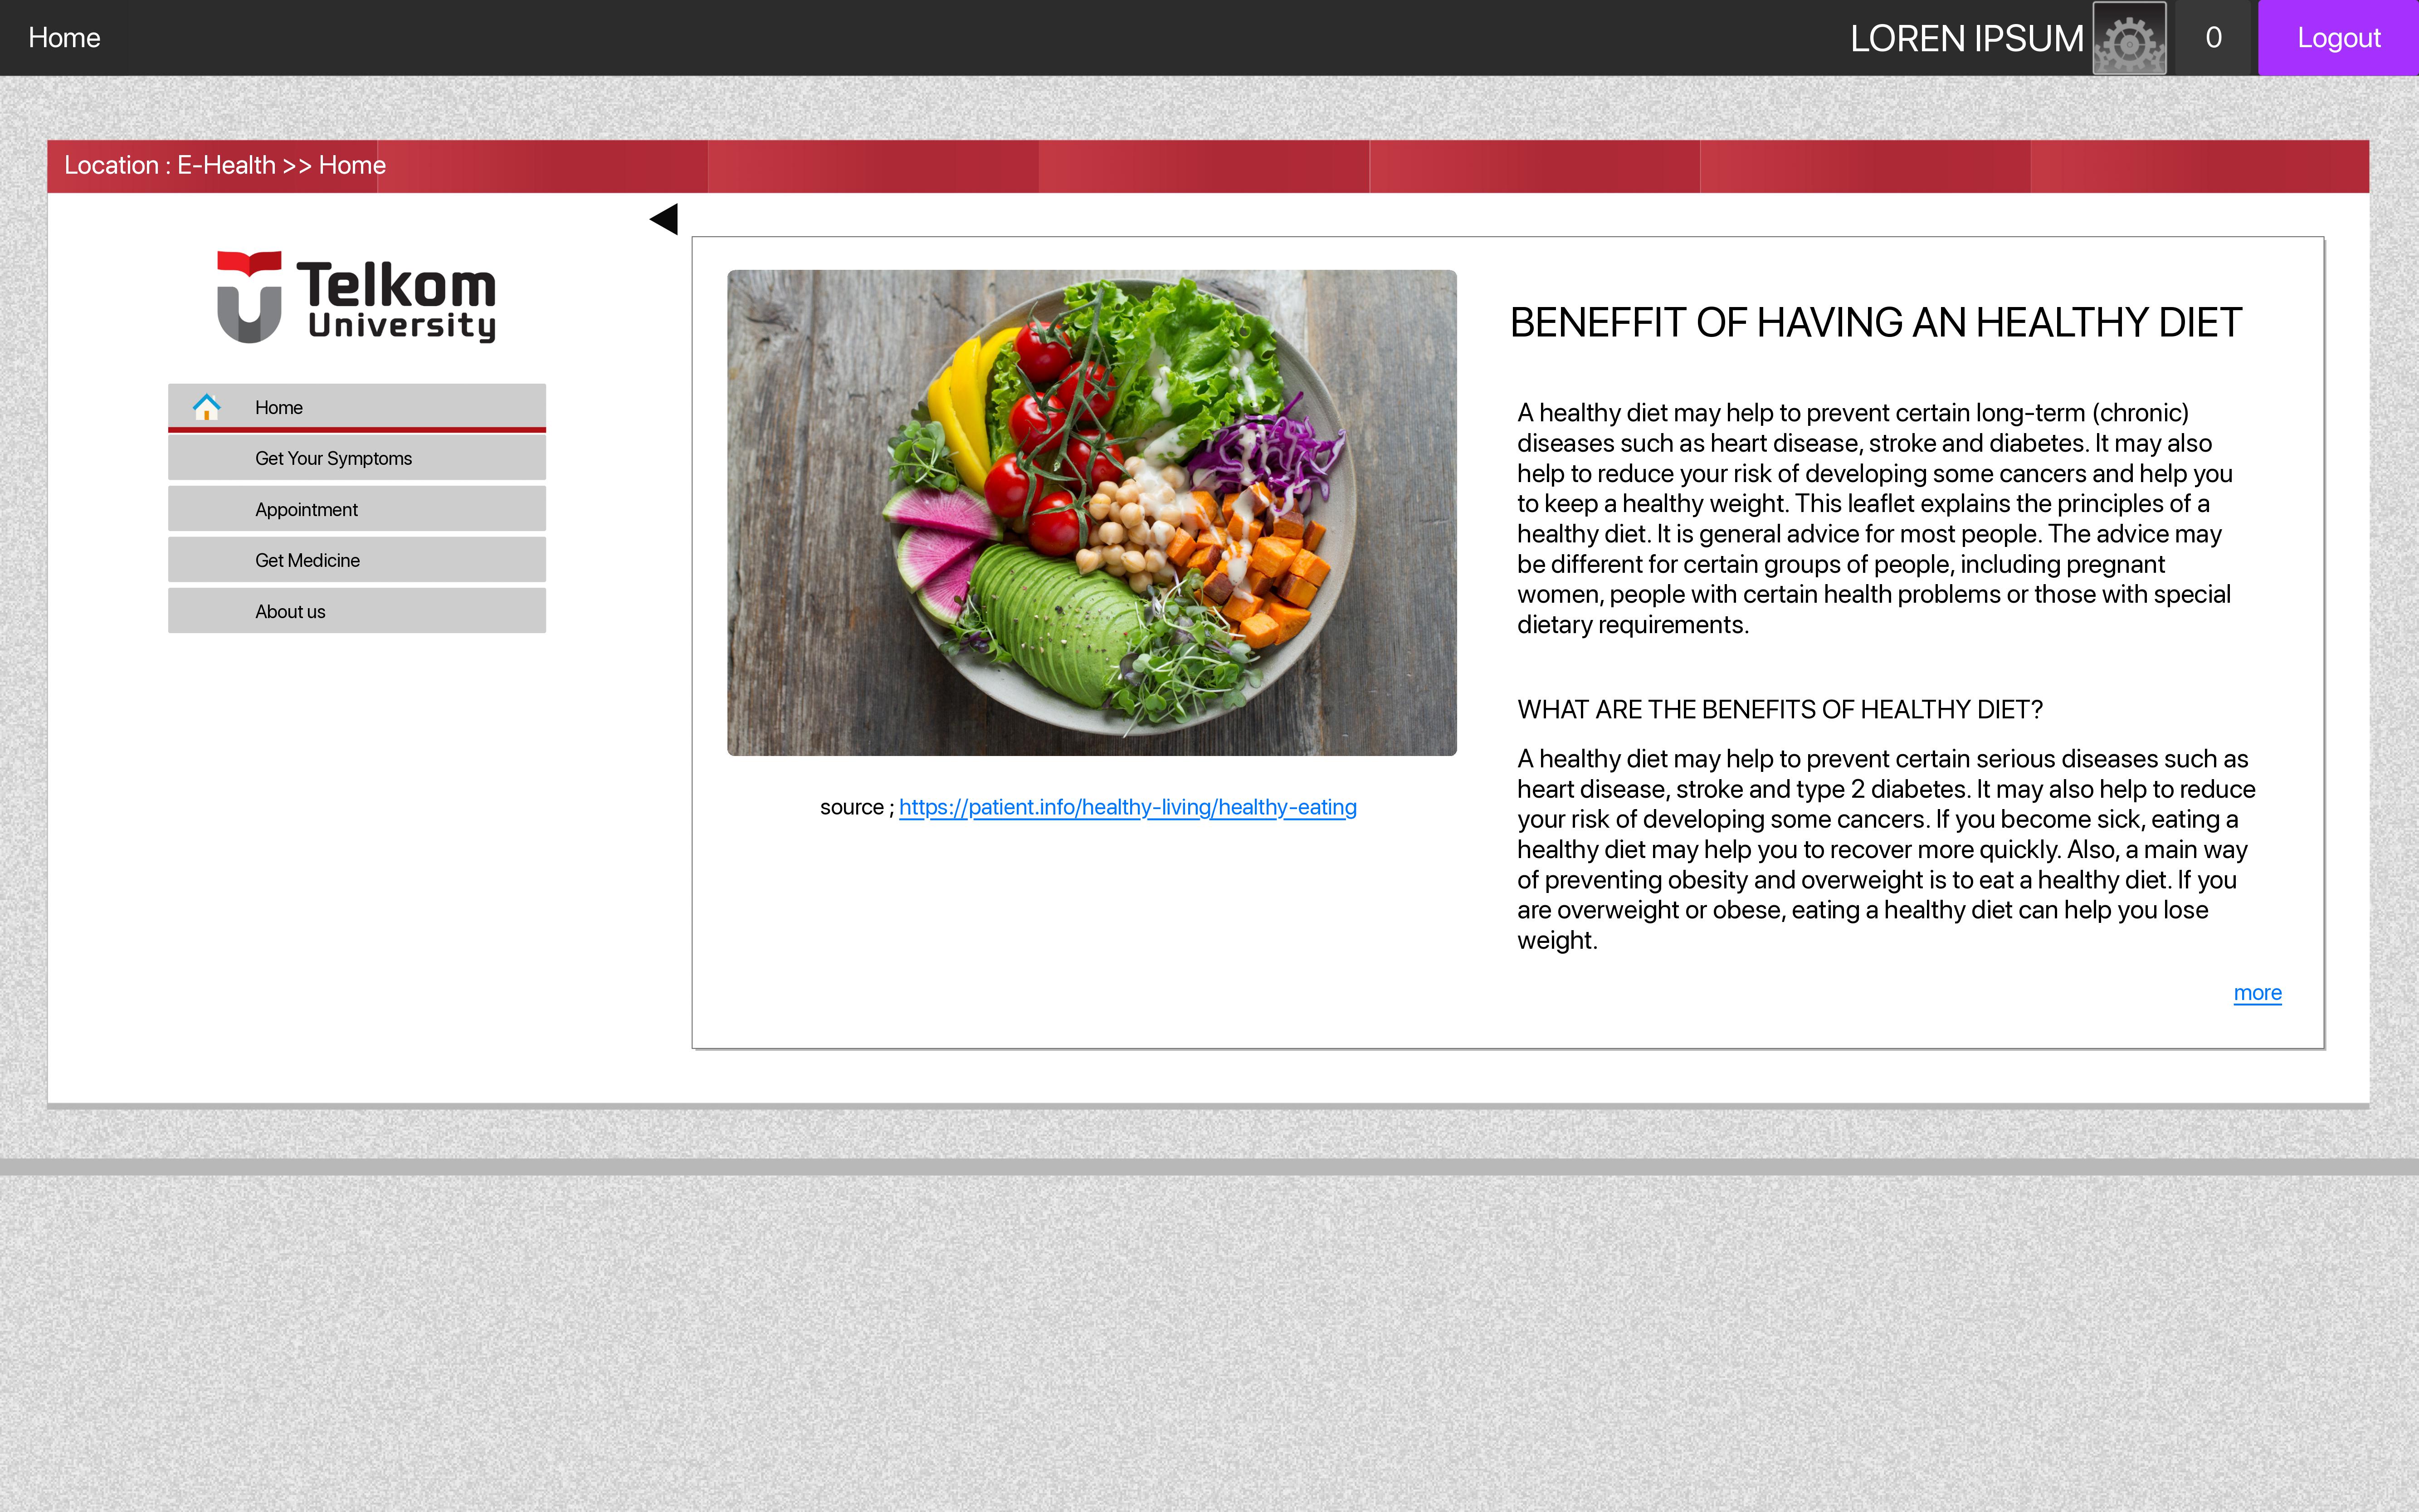 Home
LOREN IPSUM
0
Logout
Location : E-Health >> Home
Telkom
University
Home
Get Your Symptoms
Appointment
Get Medicine
About us
source ; https://patient.info/healthy-living/healthy-eating
BENEFFIT OF HAVING AN HEALTHY DIET
A healthy diet may help to prevent certain long-term (chronic)
diseases such as heart disease, stroke and diabetes. It may also
help to reduce your risk of developing some cancers and help you
to keep a healthy weight. This leaflet explains the principles of a
healthy diet. It is general advice for most people. The advice may
be different for certain groups of people, including pregnant
women, people with certain health problems or those with special
dietary requirements.
WHAT ARE THE BENEFITS OF HEALTHY DIET?
A healthy diet may help to prevent certain serious diseases such as
heart disease, stroke and type 2 diabetes. It may also help to reduce
your risk of developing some cancers. If you become sick, eating a
healthy diet may help you to recover more quickly. Also, a main way
of preventing obesity and overweight is to eat a healthy diet. If you
are overweight or obese, eating a healthy diet can help you lose
weight.
more